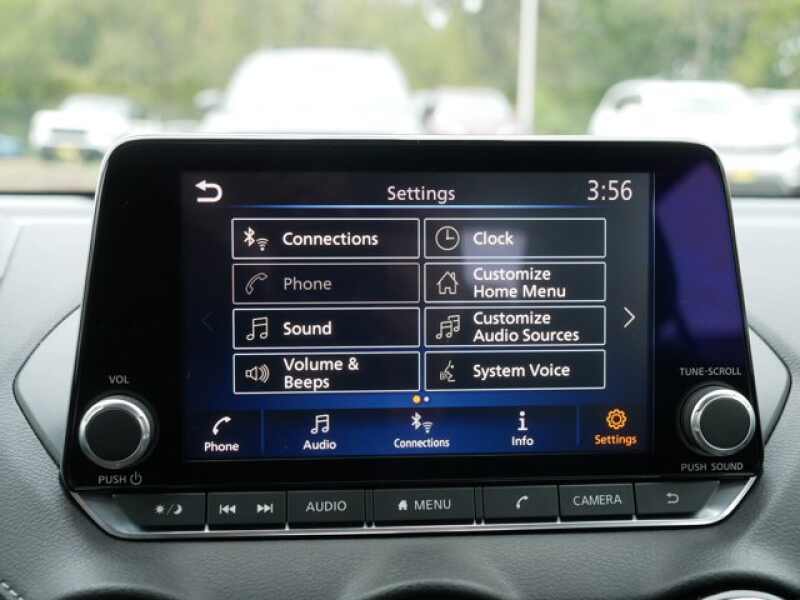 Settings
3:56
Connections
Clock
Phone
Customize
Home Menu
Sound
Customize
Audio Sources
Volume &
Beeps
System Voice
Phone
Audio
Connections
Info
Settings
VOL
PUSH
TUNE-SCROLL
PUSH SOUND
AUDIO
MENU
CAMERA